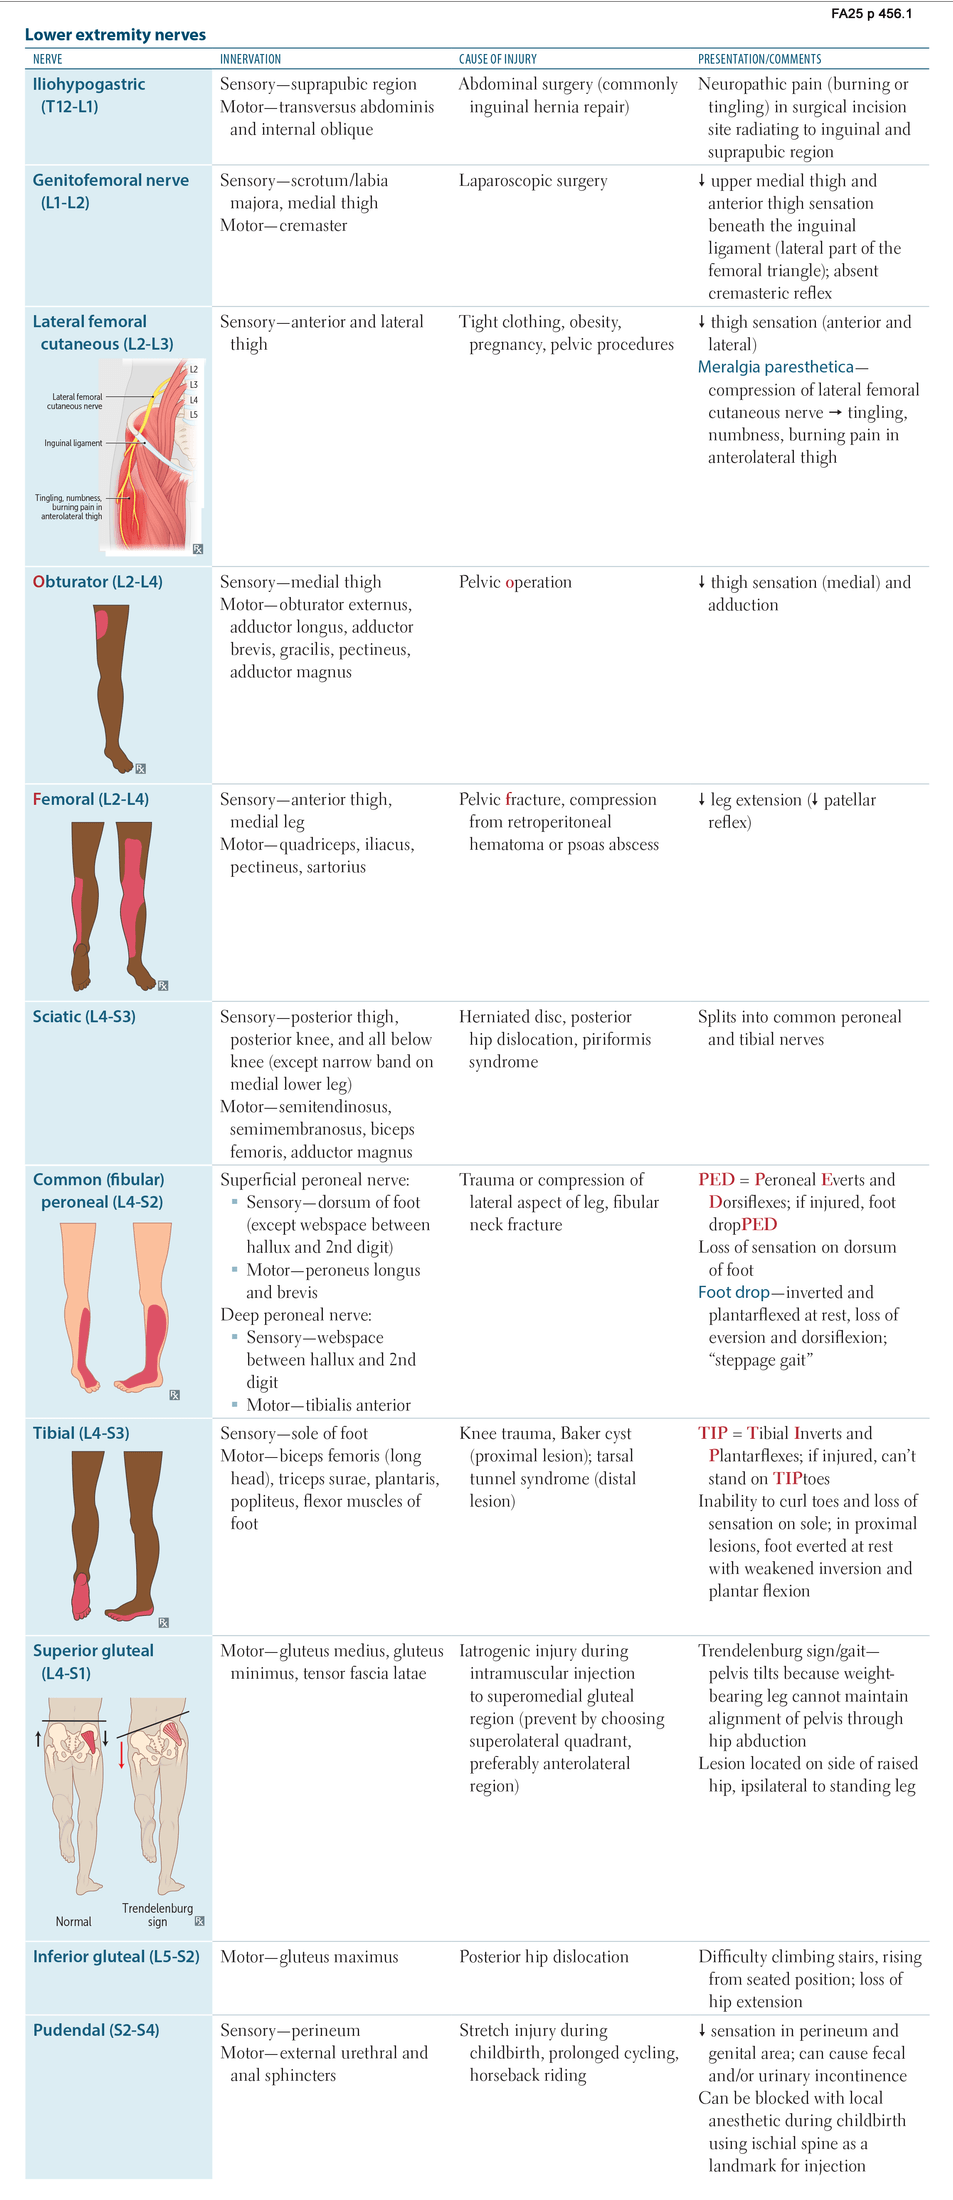 FA25 p 456.1
Lower extremity nerves
NERVE
INNERVATION
CAUSE OF INJURY
PRESENTATION/COMMENTS
Iliohypogastric
(T12-L1)
Sensory—suprapubic region
Motor—transversus abdominis
and internal oblique
Abdominal surgery (commonly
inguinal hernia repair)
Neuropathic pain (burning or
tingling) in surgical incision
site radiating to inguinal and
suprapubic region
Genitofemoral nerve
(L1-L2)
Sensory—scrotum/labia
majora, medial thigh
Motor—cremaster
Laparoscopic surgery
↓ upper medial thigh and
anterior thigh sensation
beneath the inguinal
ligament (lateral part of the
femoral triangle); absent
cremasteric reflex
Lateral femoral
cutaneous (L2-L3)
L2
L3
L4
L5
Lateral femoral
cutaneous nerve
Inguinal ligament
Tingling, numbness,
burning pain in
anterolateral thigh
Rx
Sensory—anterior and lateral
thigh
Tight clothing, obesity,
pregnancy, pelvic procedures
↓ thigh sensation (anterior and
lateral)
Meralgia paresthetica—
compression of lateral femoral
cutaneous nerve → tingling,
numbness, burning pain in
anterolateral thigh
Obturator (L2-L4)
Rx
Sensory—medial thigh
Motor—obturator externus,
adductor longus, adductor
brevis, gracilis, pectineus,
adductor magnus
Pelvic operation
↓ thigh sensation (medial) and
adduction
Femoral (L2-L4)
Rx
Sensory—anterior thigh,
medial leg
Motor—quadriceps, iliacus,
pectineus, sartorius
Pelvic fracture, compression
from retroperitoneal
hematoma or psoas abscess
↓ leg extension (↓ patellar
reflex)
Sciatic (L4-S3)
Sensory—posterior thigh,
posterior knee, and all below
knee (except narrow band on
medial lower leg)
Motor—semitendinosus,
semimembranosus, biceps
femoris, adductor magnus
Herniated disc, posterior
hip dislocation, piriformis
syndrome
Splits into common peroneal
and tibial nerves
Common (fibular)
peroneal (L4-S2)
Rx
Superficial peroneal nerve:
▪ Sensory—dorsum of foot
(except webspace between
hallux and 2nd digit)
▪ Motor—peroneus longus
and brevis
Deep peroneal nerve:
▪ Sensory—webspace
between hallux and 2nd
digit
▪ Motor—tibialis anterior
Trauma or compression of
lateral aspect of leg, fibular
neck fracture
PED = Peroneal Everts and
Dorsiflexes; if injured, foot
dropPED
Loss of sensation on dorsum
of foot
Foot drop—inverted and
plantarflexed at rest, loss of
eversion and dorsiflexion;
“steppage gait”
Tibial (L4-S3)
Rx
Sensory—sole of foot
Motor—biceps femoris (long
head), triceps surae, plantaris,
popliteus, flexor muscles of
foot
Knee trauma, Baker cyst
(proximal lesion); tarsal
tunnel syndrome (distal
lesion)
TIP = Tibial Inverts and
Plantarflexes; if injured, can’t
stand on TIPtoes
Inability to curl toes and loss of
sensation on sole; in proximal
lesions, foot everted at rest
with weakened inversion and
plantar flexion
Superior gluteal
(L4-S1)
Normal
Trendelenburg
sign
Rx
Motor—gluteus medius, gluteus
minimus, tensor fascia latae
Iatrogenic injury during
intramuscular injection
to superomedial gluteal
region (prevent by choosing
superolateral quadrant,
preferably anterolateral
region)
Trendelenburg sign/gait—
pelvis tilts because weight-
bearing leg cannot maintain
alignment of pelvis through
hip abduction
Lesion located on side of raised
hip, ipsilateral to standing leg
Inferior gluteal (L5-S2)
Motor—gluteus maximus
Posterior hip dislocation
Difficulty climbing stairs, rising
from seated position; loss of
hip extension
Pudendal (S2-S4)
Sensory—perineum
Motor—external urethral and
anal sphincters
Stretch injury during
childbirth, prolonged cycling,
horseback riding
↓ sensation in perineum and
genital area; can cause fecal
and/or urinary incontinence
Can be blocked with local
anesthetic during childbirth
using ischial spine as a
landmark for injection